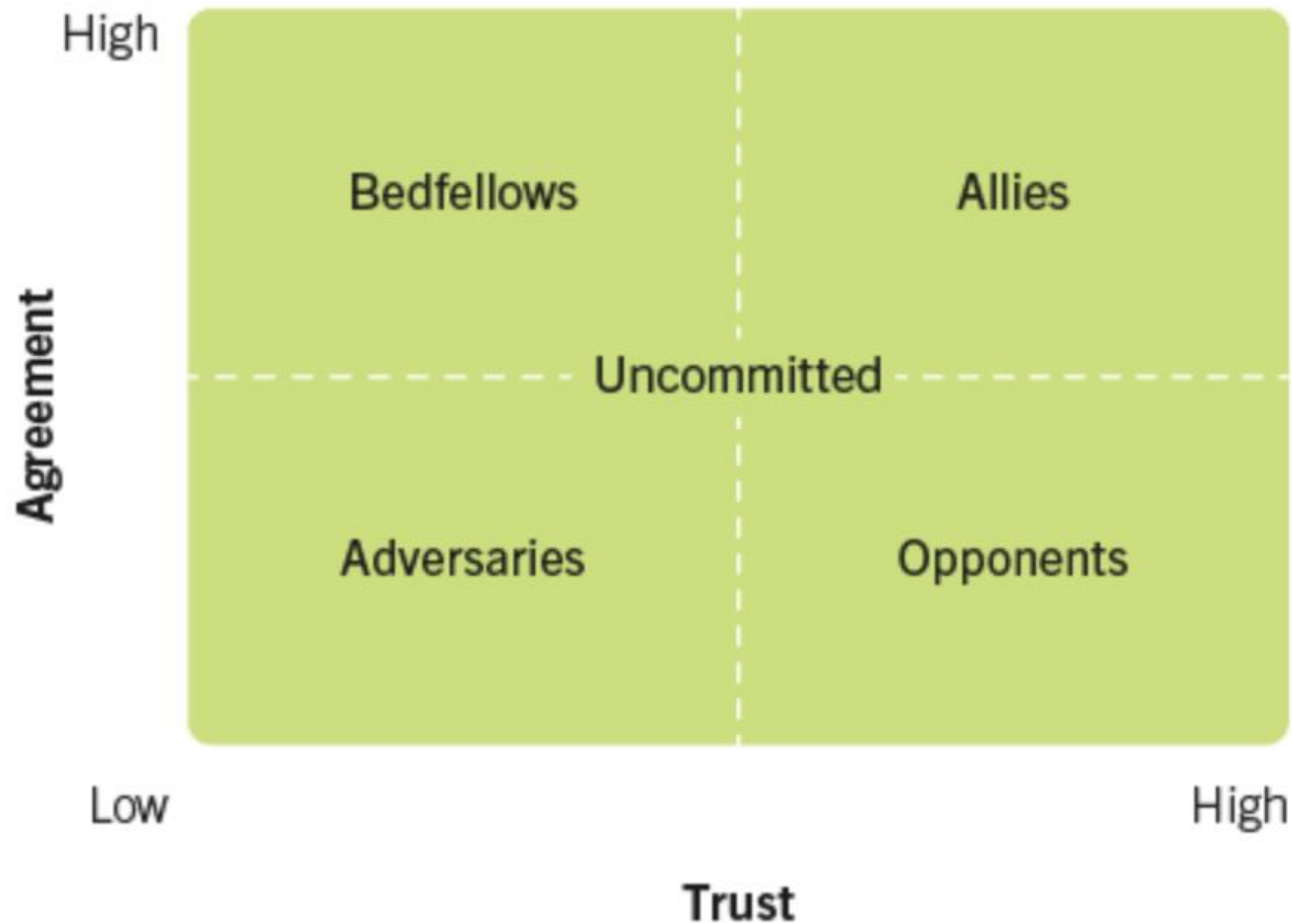 High
Bedfellows
Allies
Agreement
Uncommitted
Adversaries
Opponents
Low
High
Trust